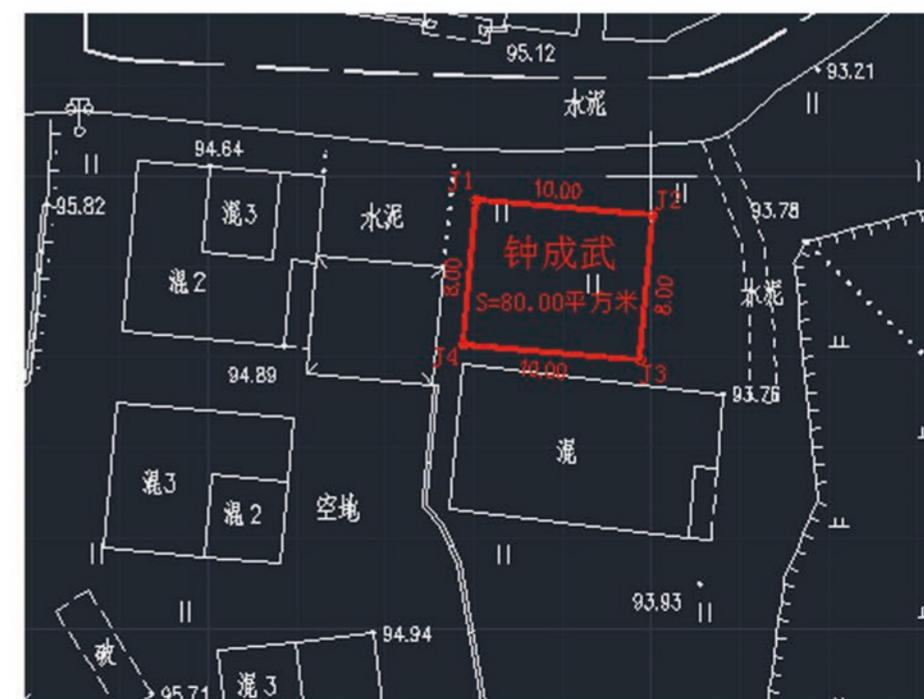 95.12
93.21
水泥
94.64
95.82
J1
10.00
J2
混3
水泥
93.78
钟成武
混2
8.00
S=80.00平方米
8.00
水泥
J4
10.00
J3
94.89
93.76
混3
混2
空地
混
93.93
破
94.94
混3
95.71